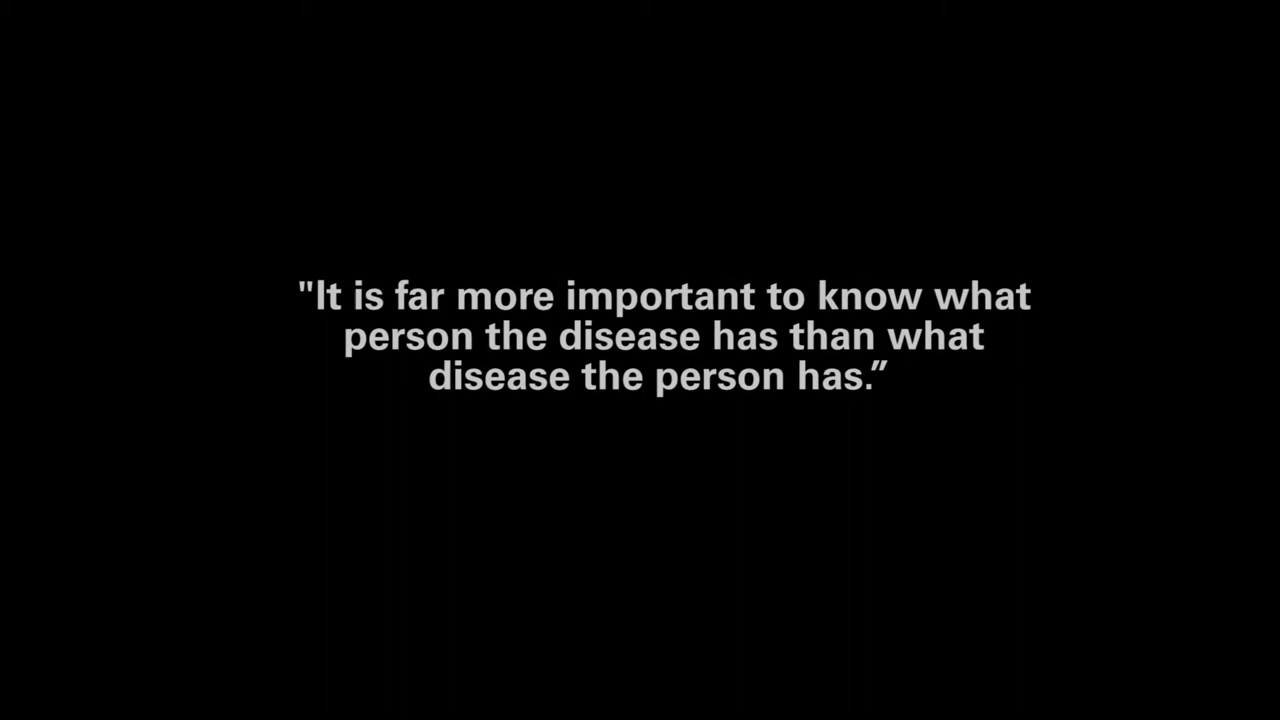 "It is far more important to know what
person the disease has than what
disease the person has.”